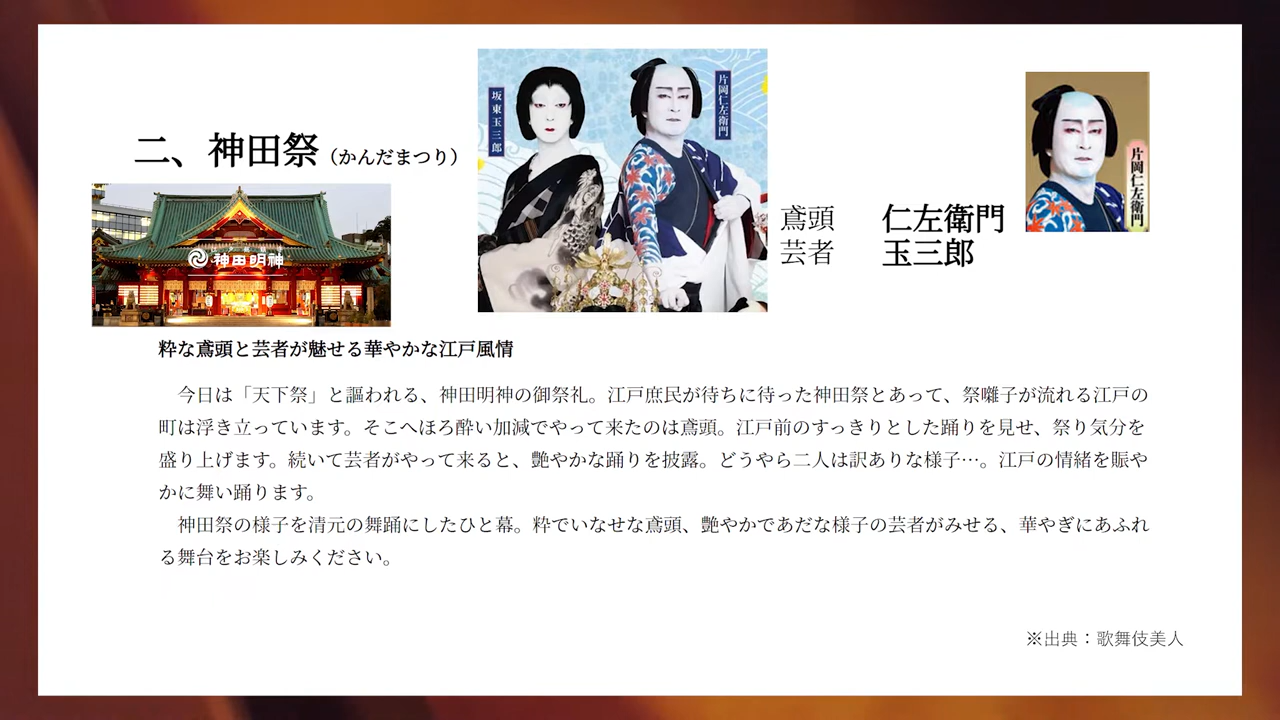 二、神田祭（かんだまつり）
神田明神
坂東玉三郎
片岡仁左衛門
鳶頭　仁左衛門
芸者　玉三郎
片岡仁左衛門
粋な鳶頭と芸者が魅せる華やかな江戸風情
今日は「天下祭」と謳われる、神田明神の御祭礼。江戸庶民が待ちに待った神田祭とあって、祭囃子が流れる江戸の
町は浮き立っています。そこへほろ酔い加減でやって来たのは鳶頭。江戸前のすっきりとした踊りを見せ、祭り気分を
盛り上げます。続いて芸者がやって来ると、艶やかな踊りを披露。どうやら二人は訳ありな様子…。江戸の情緒を賑や
かに舞い踊ります。
神田祭の様子を清元の舞踊にしたひと幕。粋でいなせな鳶頭、艶やかであだな様子の芸者がみせる、華やぎにあふれ
る舞台をお楽しみください。
※出典：歌舞伎美人